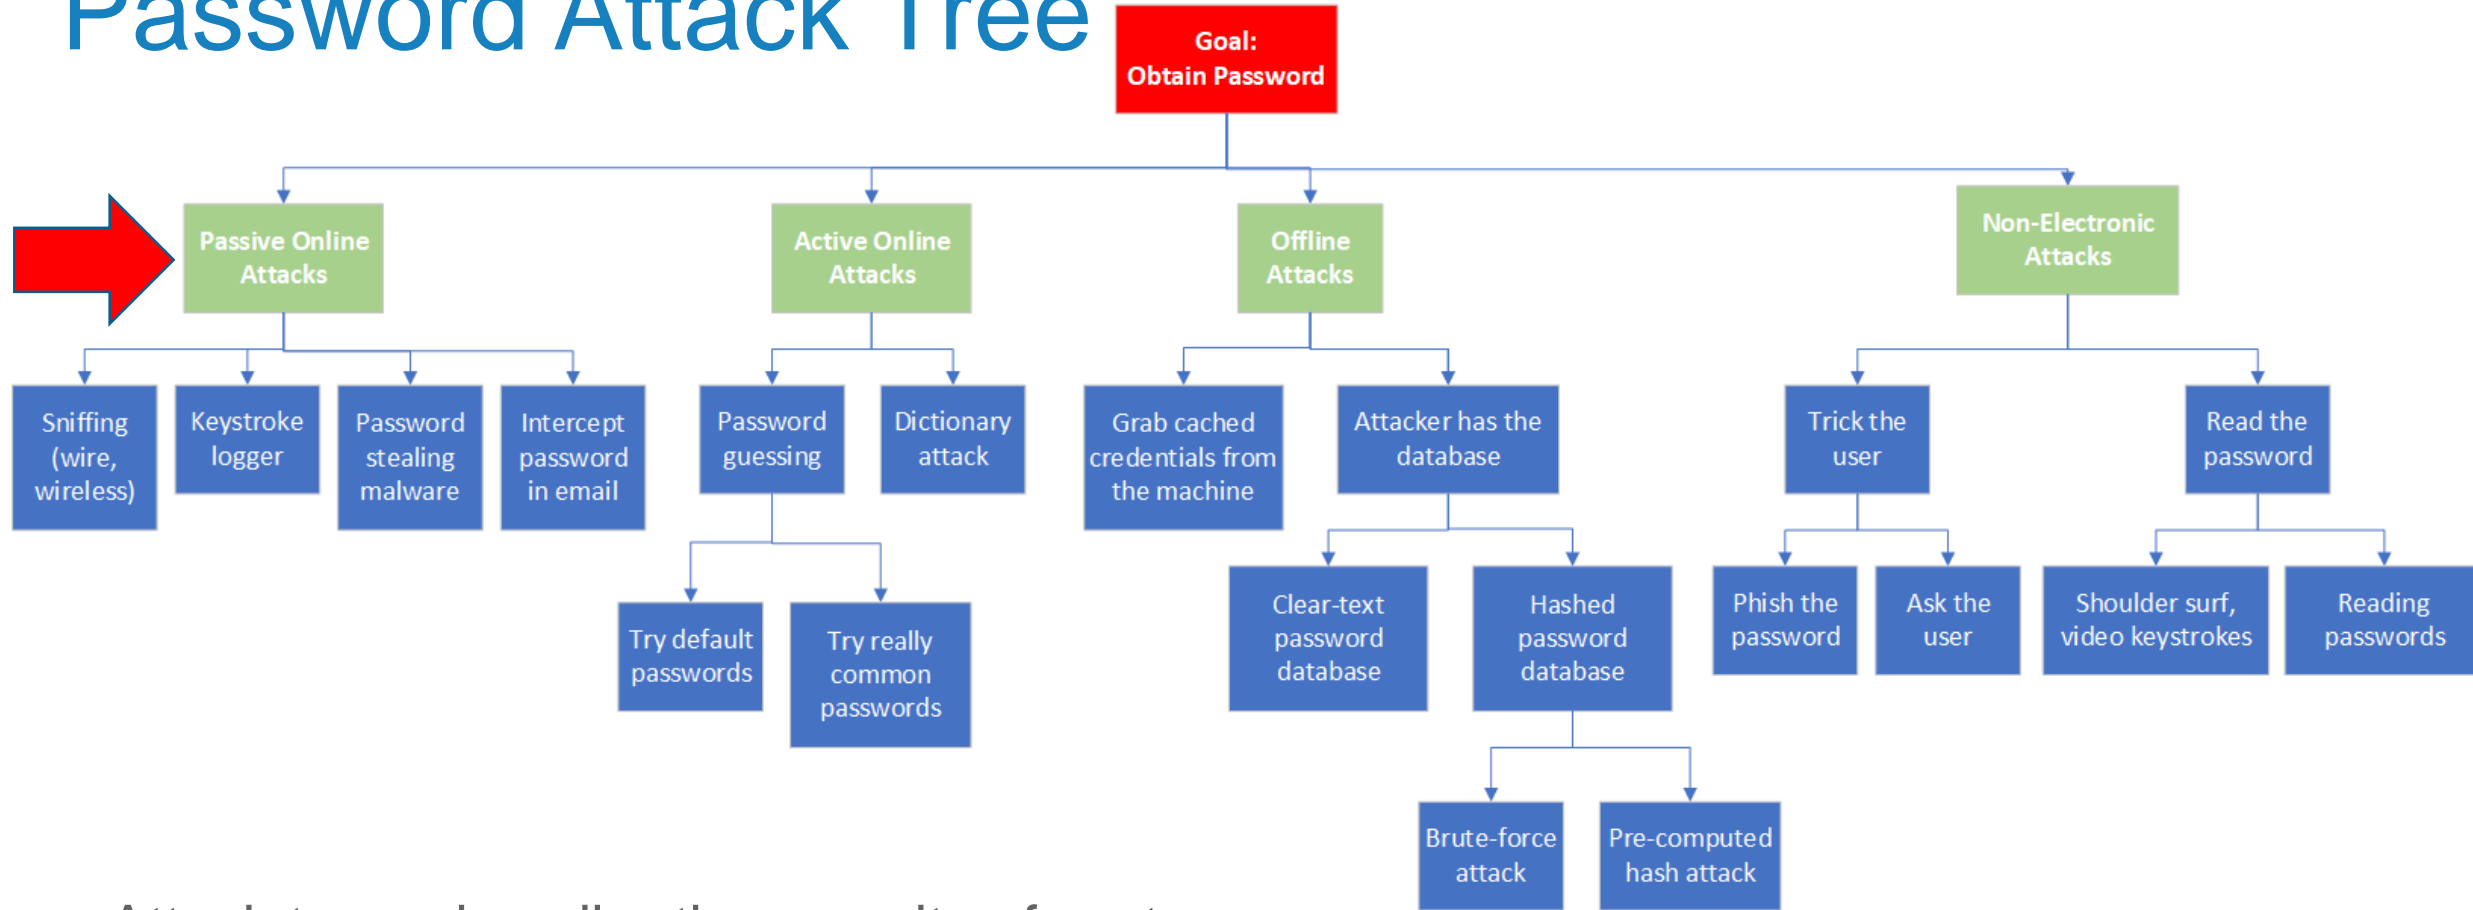 Password Attack Tree
Goal:
Obtain Password
Passive Online
Attacks
Active Online
Attacks
Offline
Attacks
Non-Electronic
Attacks
Sniffing
(wire,
wireless)
Keystroke
logger
Password
stealing
malware
Intercept
password
in email
Password
guessing
Dictionary
attack
Grab cached
credentials from
the machine
Attacker has the
database
Trick the
user
Read the
password
Try default
passwords
Try really
common
passwords
Clear-text
password
database
Hashed
password
database
Phish the
password
Ask the
user
Shoulder surf,
video keystrokes
Reading
passwords
Brute-force
attack
Pre-computed
hash attack